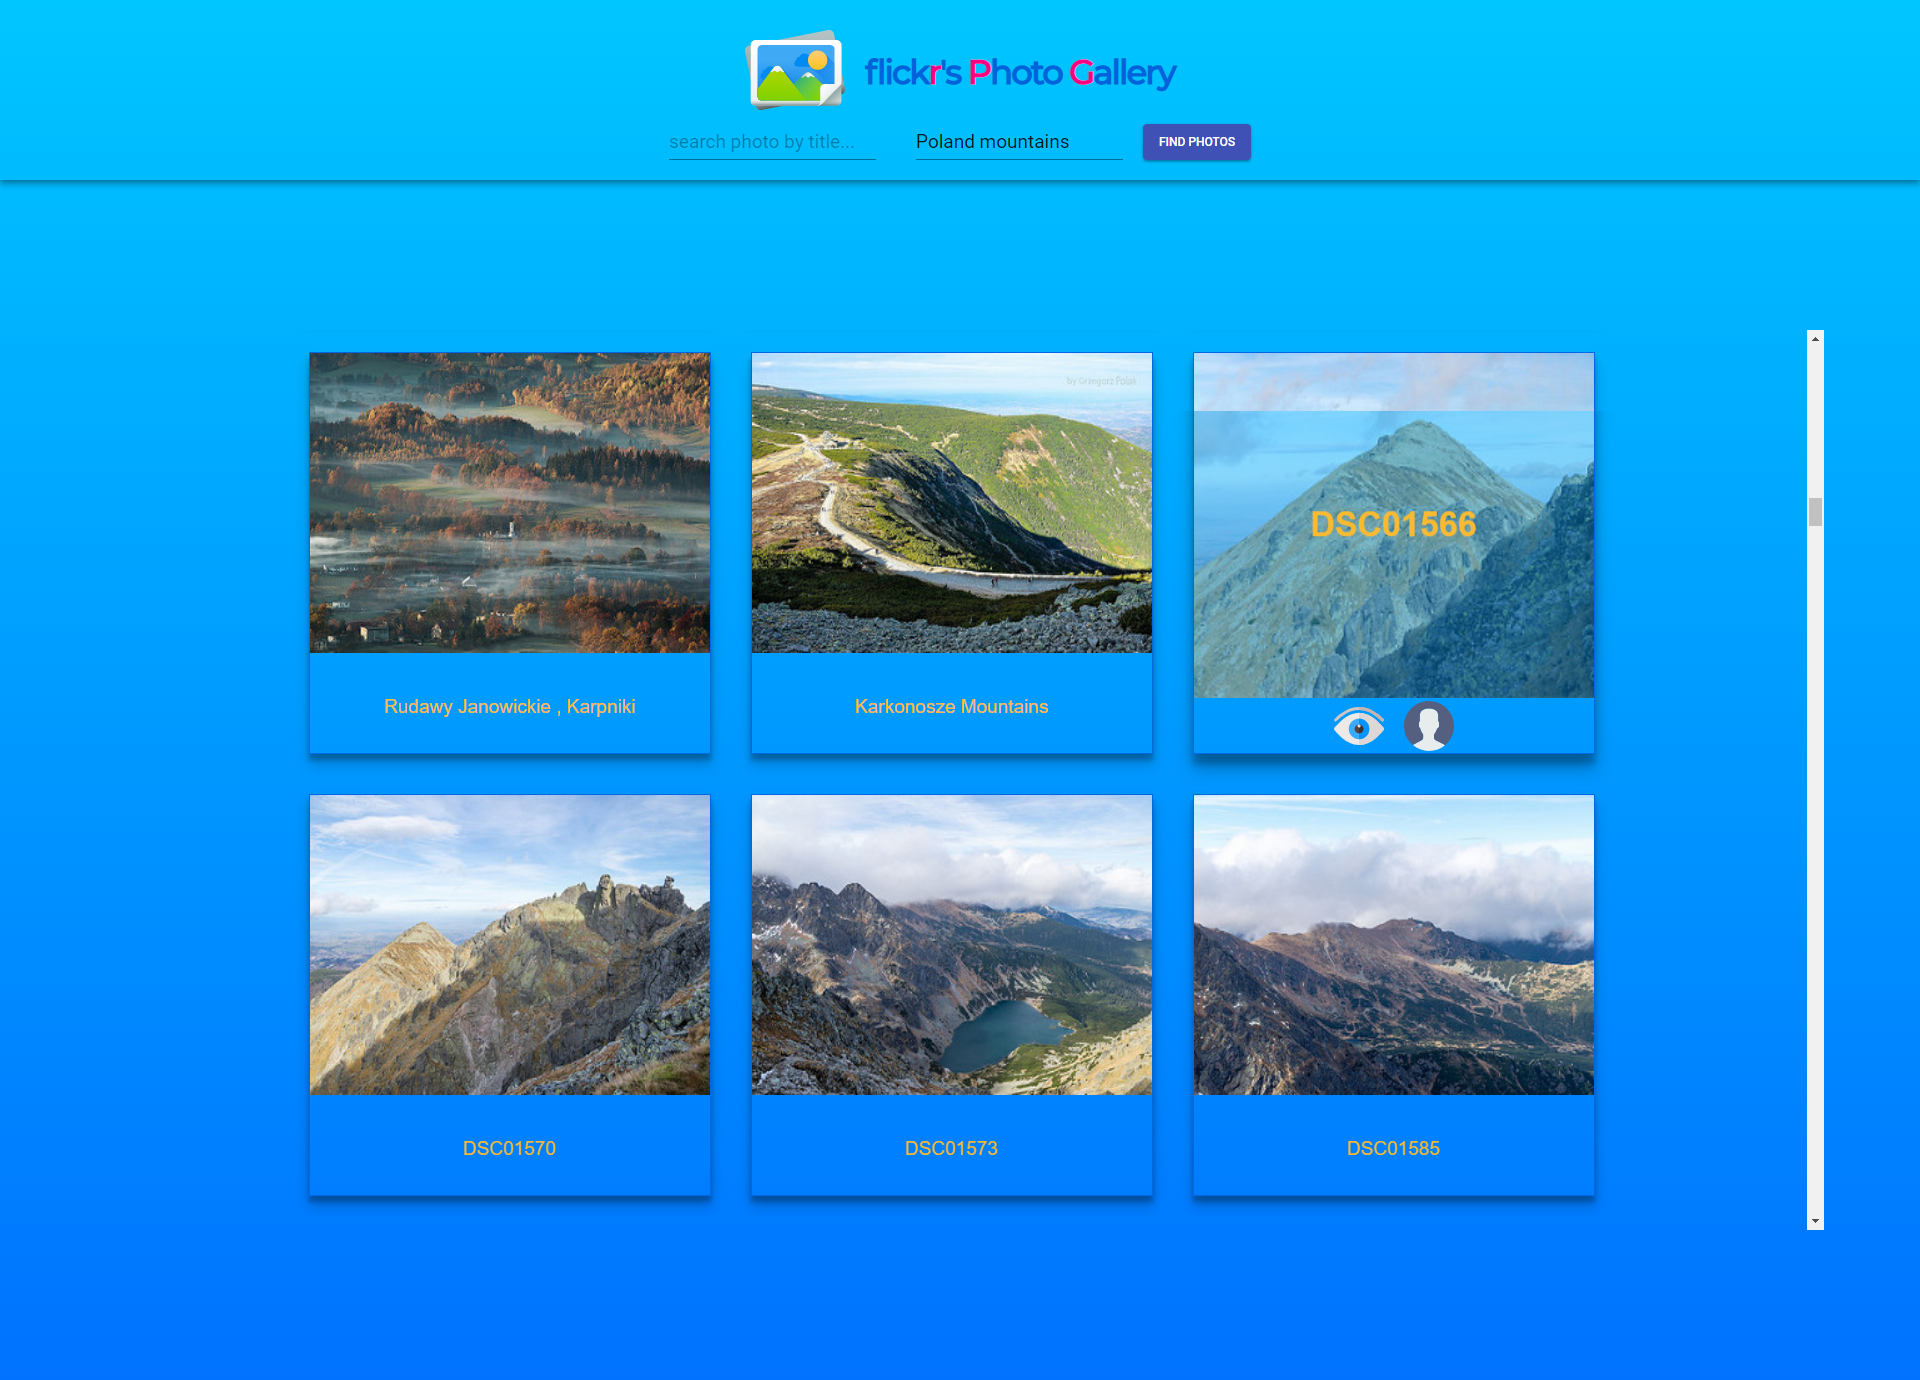 flickr's Photo Gallery
search photo by title...
Poland mountains
FIND PHOTOS
by Grzegorz Polak
DSC01566
Rudawy Janowickie , Karpniki
Karkonosze Mountains
DSC01570
DSC01573
DSC01585